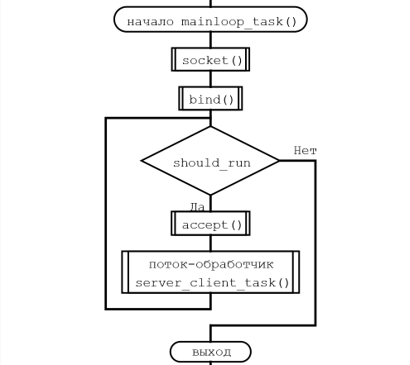 начало mainloop_task()
socket()
bind()
should_run
Нет
Да
accept()
поток-обработчик
server_client_task()
выход